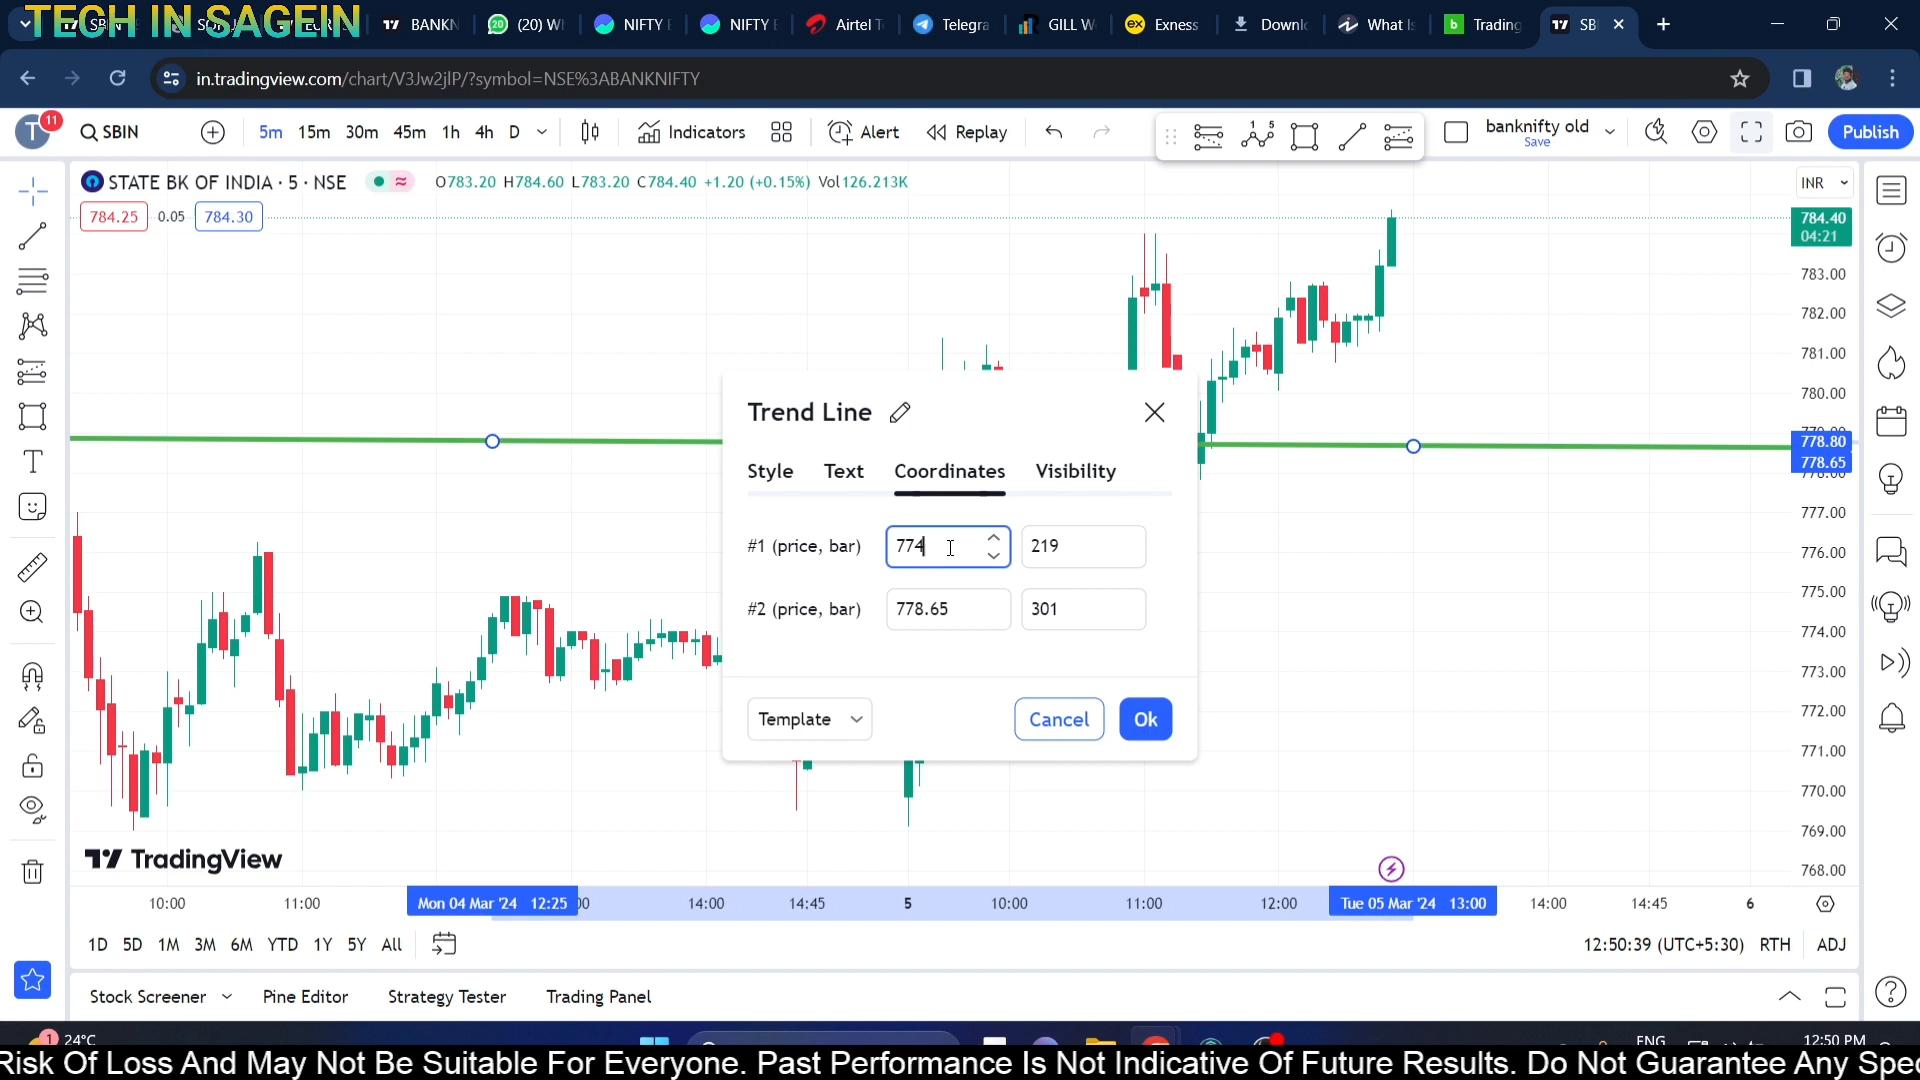 TECH IN SAGEIN
BANKN
(20) W
NIFTY
NIFTY
Airtel T
Telegra
GILL W
Exness
Downl
What I
Trading
SB
in.tradingview.com/chart/V3Jw2jlP/?symbol=NSE%3ABANKNIFTY
T 11 SBIN 5m 15m 30m 45m 1h 4h D Indicators Alert Replay banknifty old Save Publish
STATE BK OF INDIA · 5 · NSE O783.20 H784.60 L783.20 C784.40 +1.20 (+0.15%) Vol126.213K INR
784.25 0.05 784.30
784.40
04:21
783.00
782.00
781.00
780.00
778.80
778.65
777.00
776.00
775.00
774.00
773.00
772.00
771.00
770.00
769.00
768.00
Trend Line
Style Text Coordinates Visibility
#1 (price, bar) 774 219
#2 (price, bar) 778.65 301
Template Cancel Ok
TradingView
10:00 11:00 Mon 04 Mar '24 12:25 14:00 14:45 5 10:00 11:00 12:00 Tue 05 Mar '24 13:00 14:00 14:45 6
1D 5D 1M 3M 6M YTD 1Y 5Y All 12:50:39 (UTC+5:30) RTH ADJ
Stock Screener Pine Editor Strategy Tester Trading Panel
1 24°C ENG 12:50 PM
Risk Of Loss And May Not Be Suitable For Everyone. Past Performance Is Not Indicative Of Future Results. Do Not Guarantee Any Spec